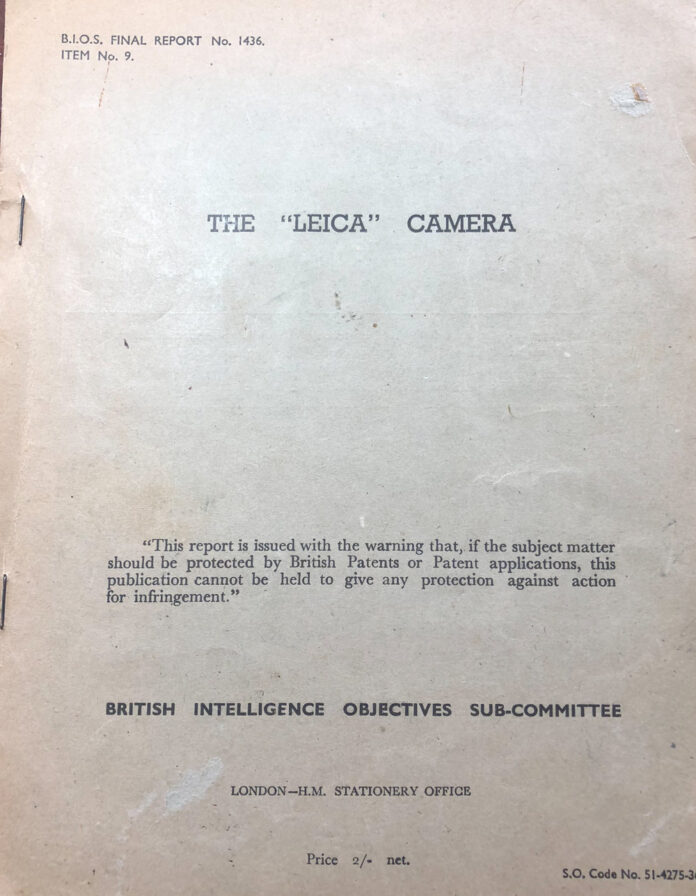 B.I.O.S. FINAL REPORT No. 1436.
ITEM No. 9.
THE “LEICA” CAMERA
“This report is issued with the warning that, if the subject matter
should be protected by British Patents or Patent applications, this
publication cannot be held to give any protection against action
for infringement.”
BRITISH INTELLIGENCE OBJECTIVES SUB-COMMITTEE
LONDON—H.M. STATIONERY OFFICE
Price 2/- net.
S.O. Code No.